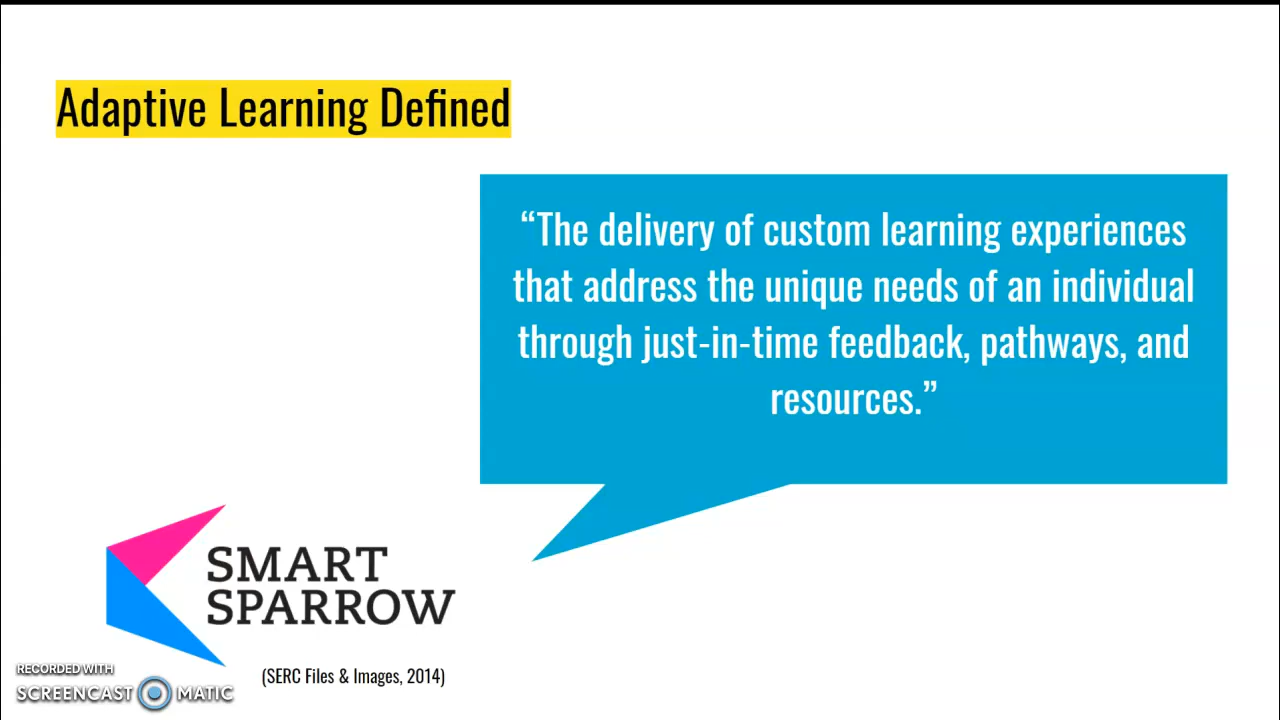 Adaptive Learning Defined
“The delivery of custom learning experiences
that address the unique needs of an individual
through just-in-time feedback, pathways, and
resources.”
SMART
SPARROW
(SERC Files & Images, 2014)
RECORDED WITH
SCREENCAST MATIC